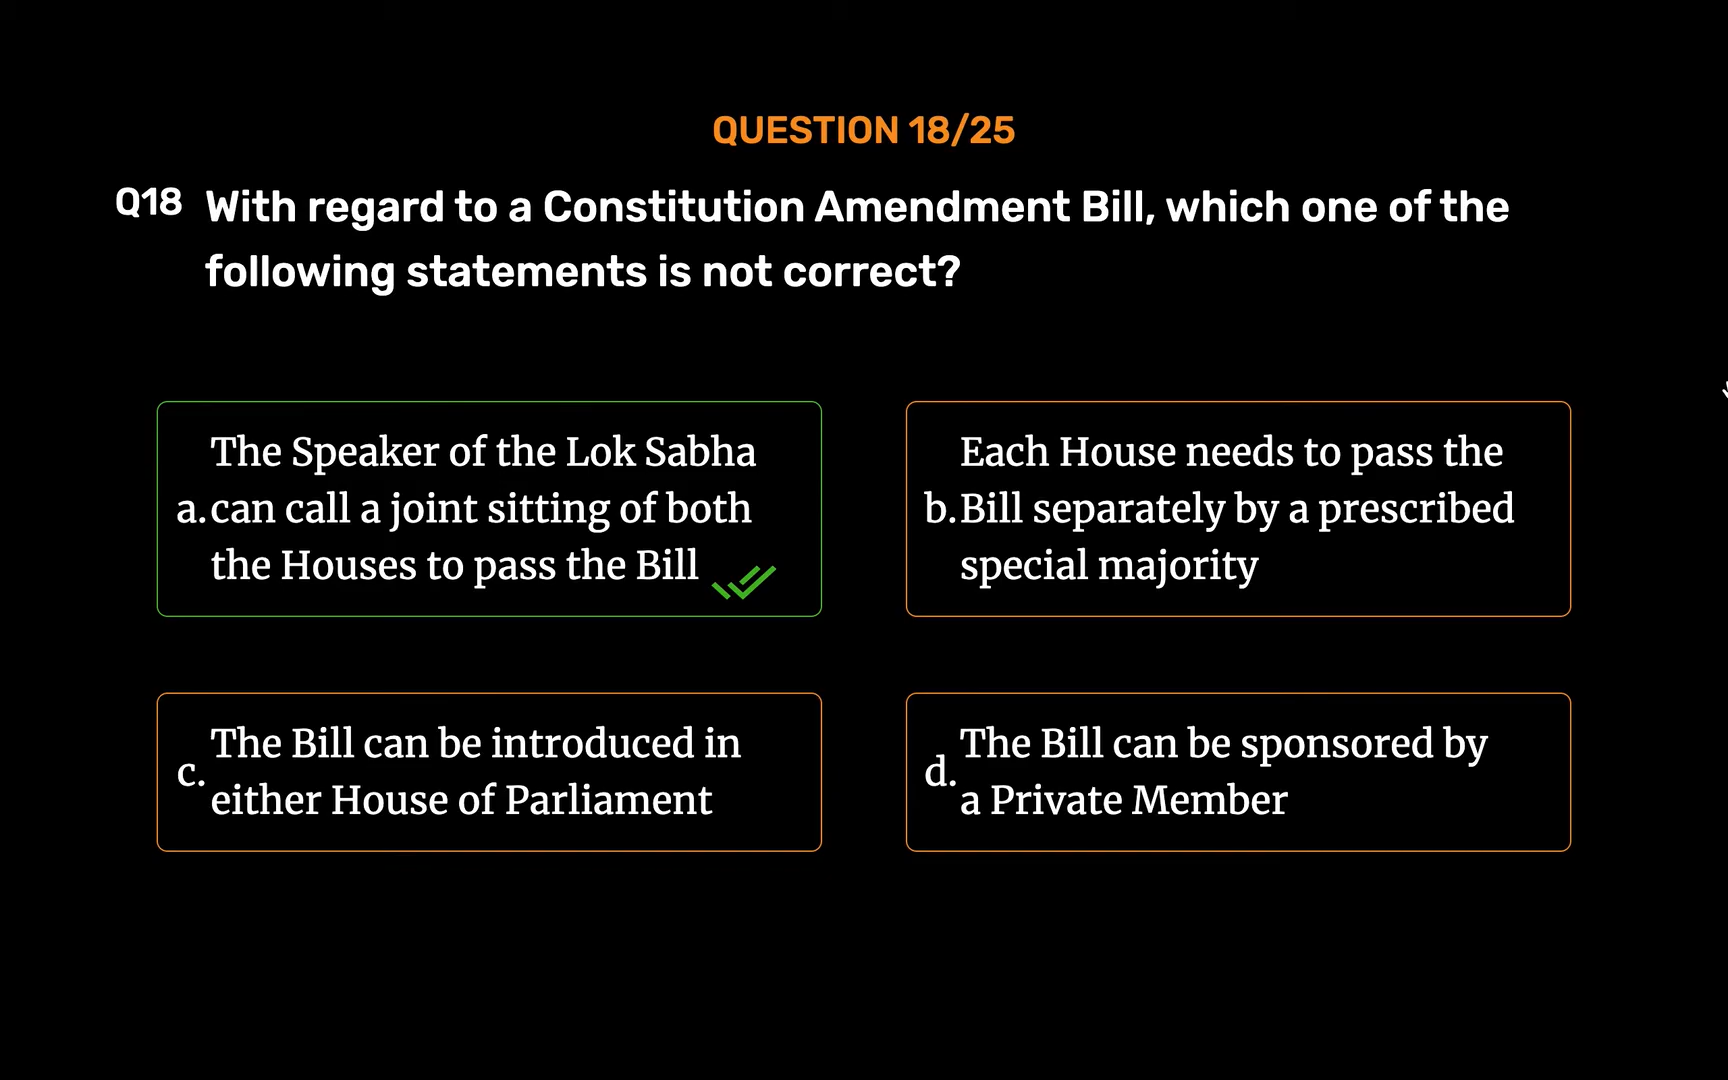 QUESTION 18/25
Q18 With regard to a Constitution Amendment Bill, which one of the
following statements is not correct?
The Speaker of the Lok Sabha
a. can call a joint sitting of both
the Houses to pass the Bill
Each House needs to pass the
b. Bill separately by a prescribed
special majority
The Bill can be introduced in
c.
either House of Parliament
The Bill can be sponsored by
d.
a Private Member